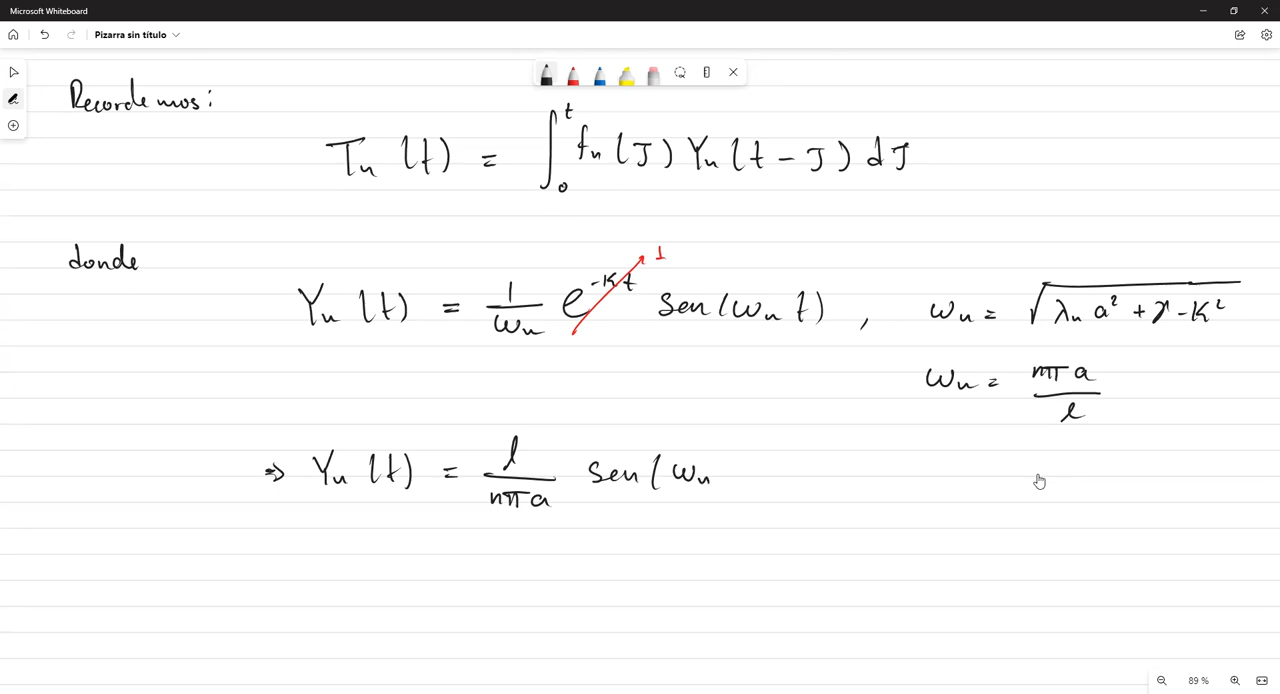 Microsoft Whiteboard
Pizarra sin título
Recordemos:
Tₙ(t) = ∫₀ᵗ fₙ(J) Yₙ(t - J) dJ
donde
Yₙ(t) = 1/ωₙ e^(-Kt) 1 sen(ωₙ t) , ωₙ = √(λₙ a² + γ - K²)
ωₙ = nπa/l
⇒ Yₙ(t) = l/nπa sen(ωₙ
89 %